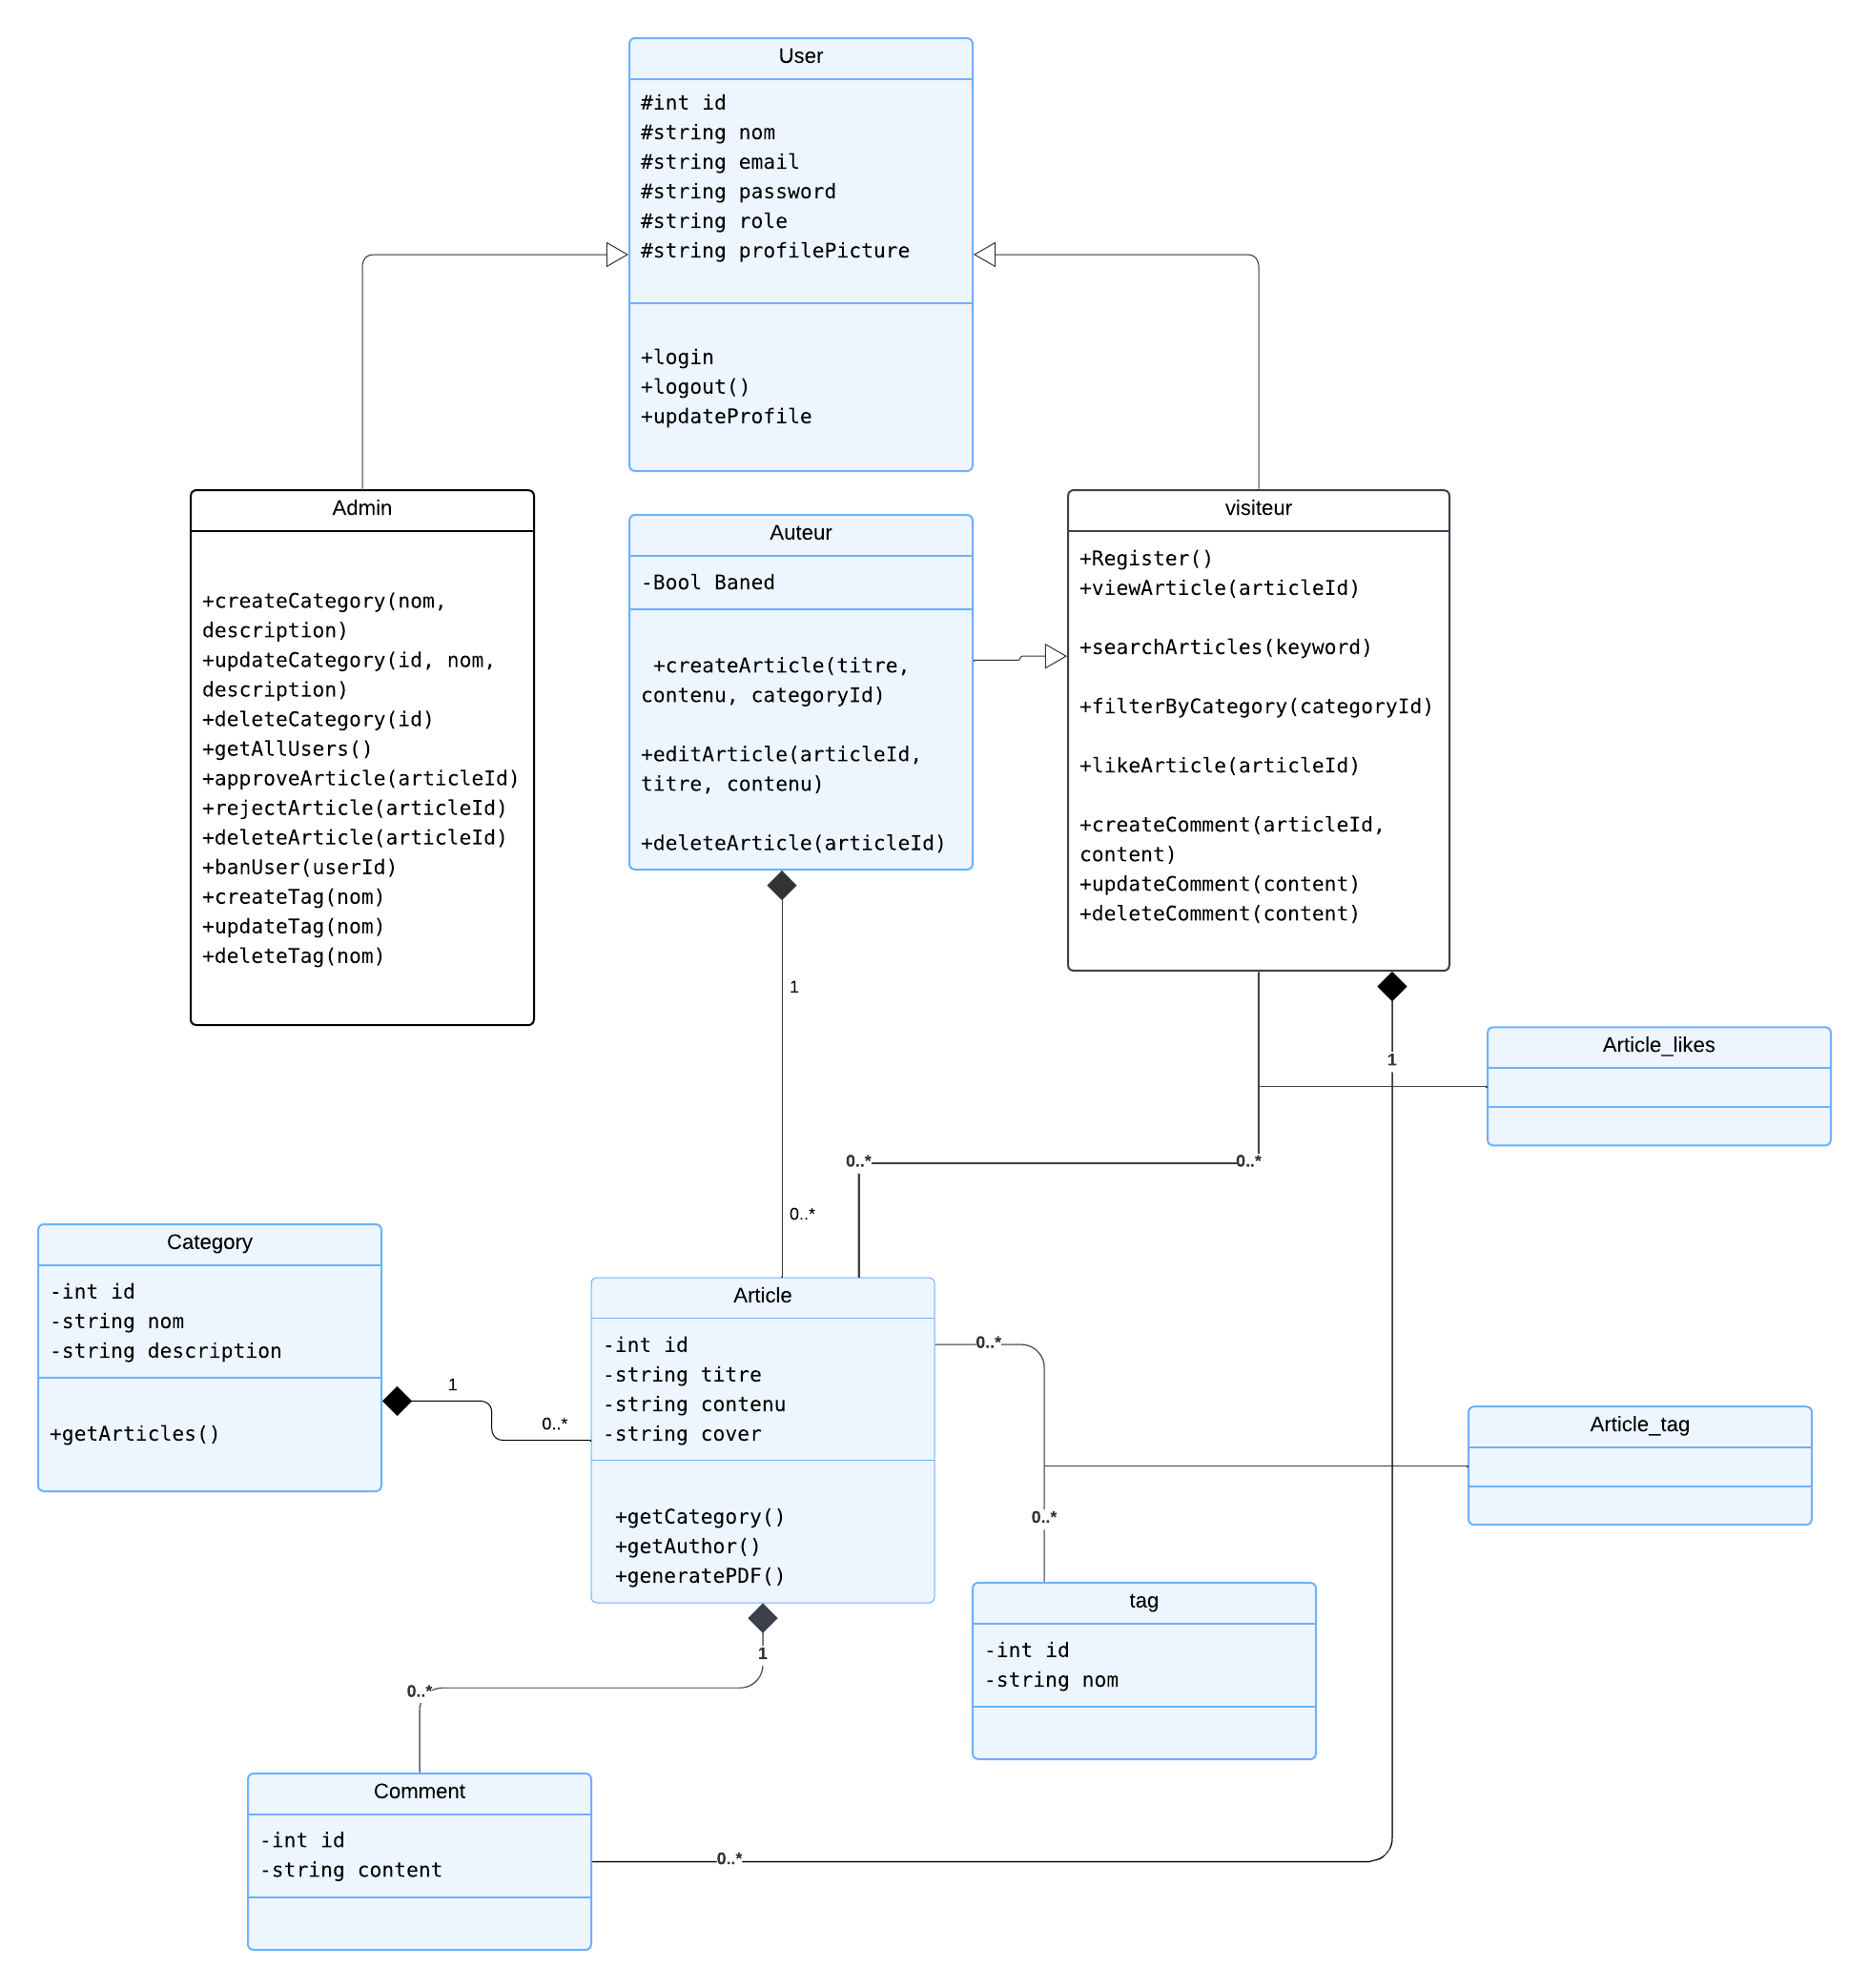 User
#int id
#string nom
#string email
#string password
#string role
#string profilePicture
+login
+logout()
+updateProfile
Admin
+createCategory(nom,
description)
+updateCategory(id, nom,
description)
+deleteCategory(id)
+getAllUsers()
+approveArticle(articleId)
+rejectArticle(articleId)
+deleteArticle(articleId)
+banUser(userId)
+createTag(nom)
+updateTag(nom)
+deleteTag(nom)
Auteur
-Bool Baned
+createArticle(titre,
contenu, categoryId)
+editArticle(articleId,
titre, contenu)
+deleteArticle(articleId)
visiteur
+Register()
+viewArticle(articleId)
+searchArticles(keyword)
+filterByCategory(categoryId)
+likeArticle(articleId)
+createComment(articleId,
content)
+updateComment(content)
+deleteComment(content)
1
1
Article_likes
0..*
0..*
0..*
Category
-int id
-string nom
-string description
+getArticles()
1
0..*
Article
-int id
-string titre
-string contenu
-string cover
+getCategory()
+getAuthor()
+generatePDF()
0..*
0..*
Article_tag
tag
-int id
-string nom
1
0..*
Comment
-int id
-string content
0..*